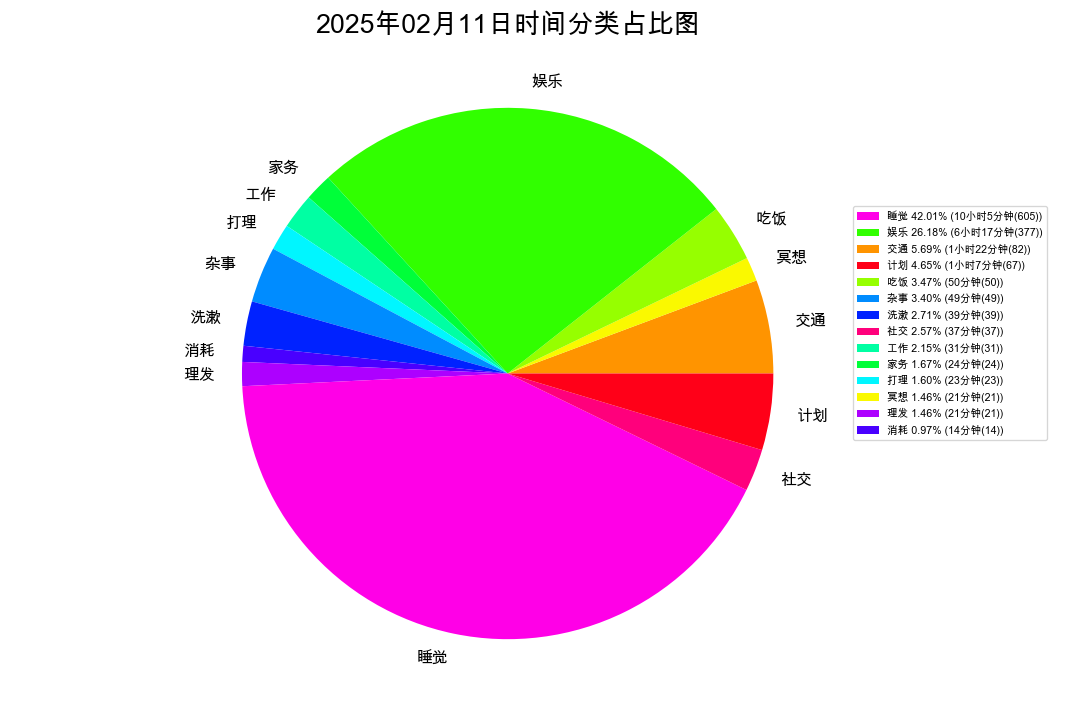 2025年02月11日时间分类占比图
娱乐
家务
工作
打理
杂事
洗漱
消耗
理发
睡觉
吃饭
冥想
交通
计划
社交
睡觉 42.01% (10小时5分钟(605))
娱乐 26.18% (6小时17分钟(377))
交通 5.69% (1小时22分钟(82))
计划 4.65% (1小时7分钟(67))
吃饭 3.47% (50分钟(50))
杂事 3.40% (49分钟(49))
洗漱 2.71% (39分钟(39))
社交 2.57% (37分钟(37))
工作 2.15% (31分钟(31))
家务 1.67% (24分钟(24))
打理 1.60% (23分钟(23))
冥想 1.46% (21分钟(21))
理发 1.46% (21分钟(21))
消耗 0.97% (14分钟(14))